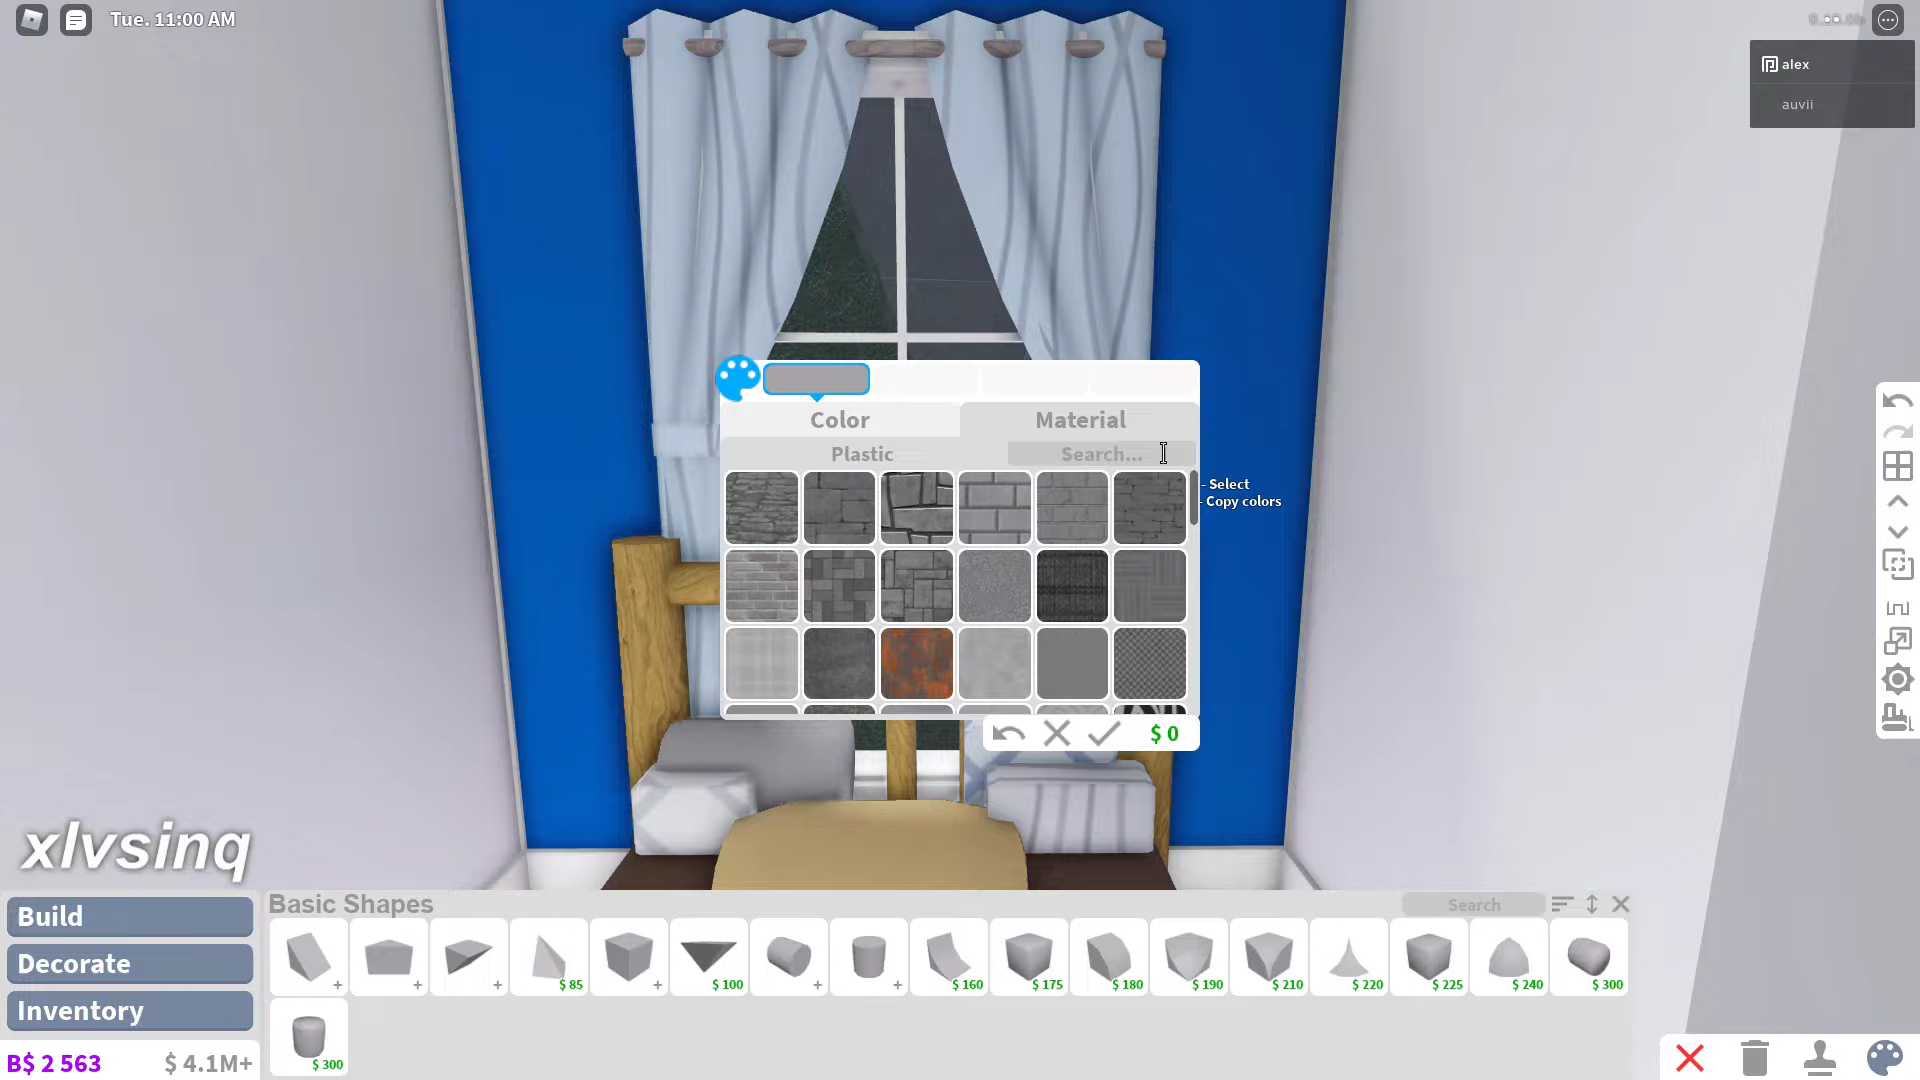 Tue. 11:00 AM
alex
auvii
Color
Material
Plastic
Search...
- Select
- Copy colors
$ 0
xlvsinq
Build
Decorate
Inventory
B$ 2 563
$ 4.1M+
Basic Shapes
Search
+
+
+
$ 85
+
$ 100
+
+
$ 160
$ 175
$ 180
$ 190
$ 210
$ 220
$ 225
$ 240
$ 300
$ 300